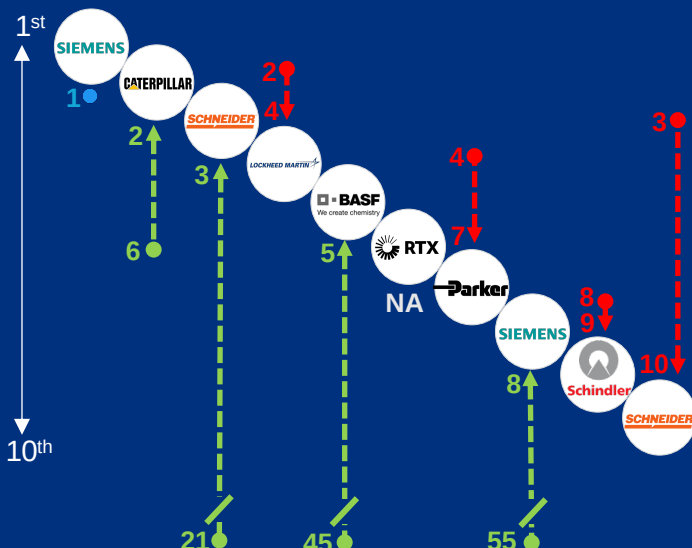 1st
SIEMENS
1
CATERPILLAR
2
6
SCHNEIDER
3
21
2
4
LOCKHEED MARTIN
BASF
We create chemistry
5
45
RTX
NA
4
7
Parker
SIEMENS
8
55
8
9
Schindler
3
10
SCHNEIDER
10th